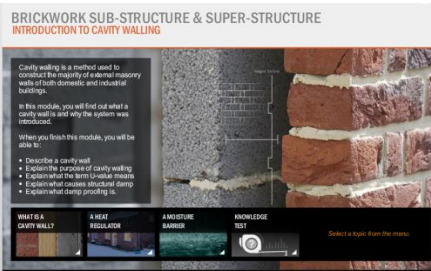 BRICKWORK SUB-STRUCTURE & SUPER-STRUCTURE
INTRODUCTION TO CAVITY WALLING
Cavity walling is a method used to
construct the majority of external masonry
walls of both domestic and industrial
buildings.
In this module, you will find out what a
cavity wall is and why the system was
introduced.
When you finish this module, you will be
able to:
• Describe a cavity wall
• Explain the purpose of cavity walling
• Explain what the term U-value means
• Explain what causes structural damp
• Explain what damp proofing is.
WHAT IS A
CAVITY WALL?
A HEAT
REGULATOR
A MOISTURE
BARRIER
KNOWLEDGE
TEST
Select a topic from the menu.